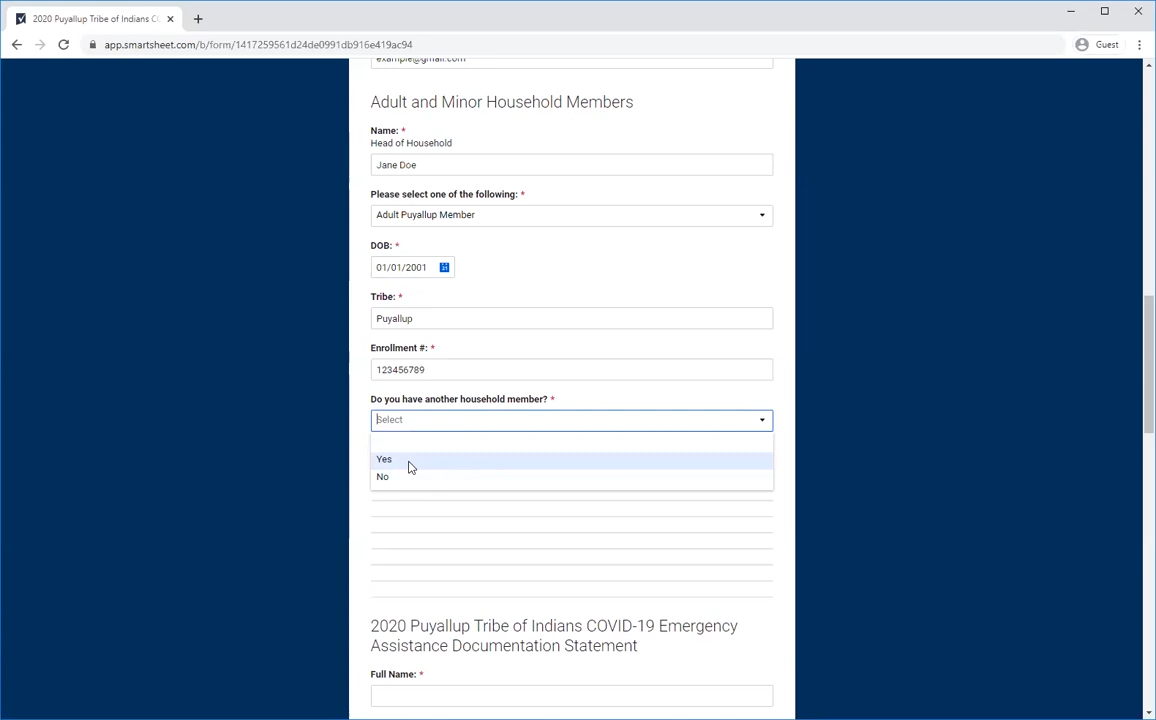 2020 Puyallup Tribe of Indians CO
app.smartsheet.com/b/form/1417259561d24de0991db916e419ac94
Guest
example@gmail.com
Adult and Minor Household Members
Name: *
Head of Household
Jane Doe
Please select one of the following: *
Adult Puyallup Member
DOB: *
01/01/2001
Tribe: *
Puyallup
Enrollment #: *
123456789
Do you have another household member? *
Select
Yes
No
2020 Puyallup Tribe of Indians COVID-19 Emergency
Assistance Documentation Statement
Full Name: *